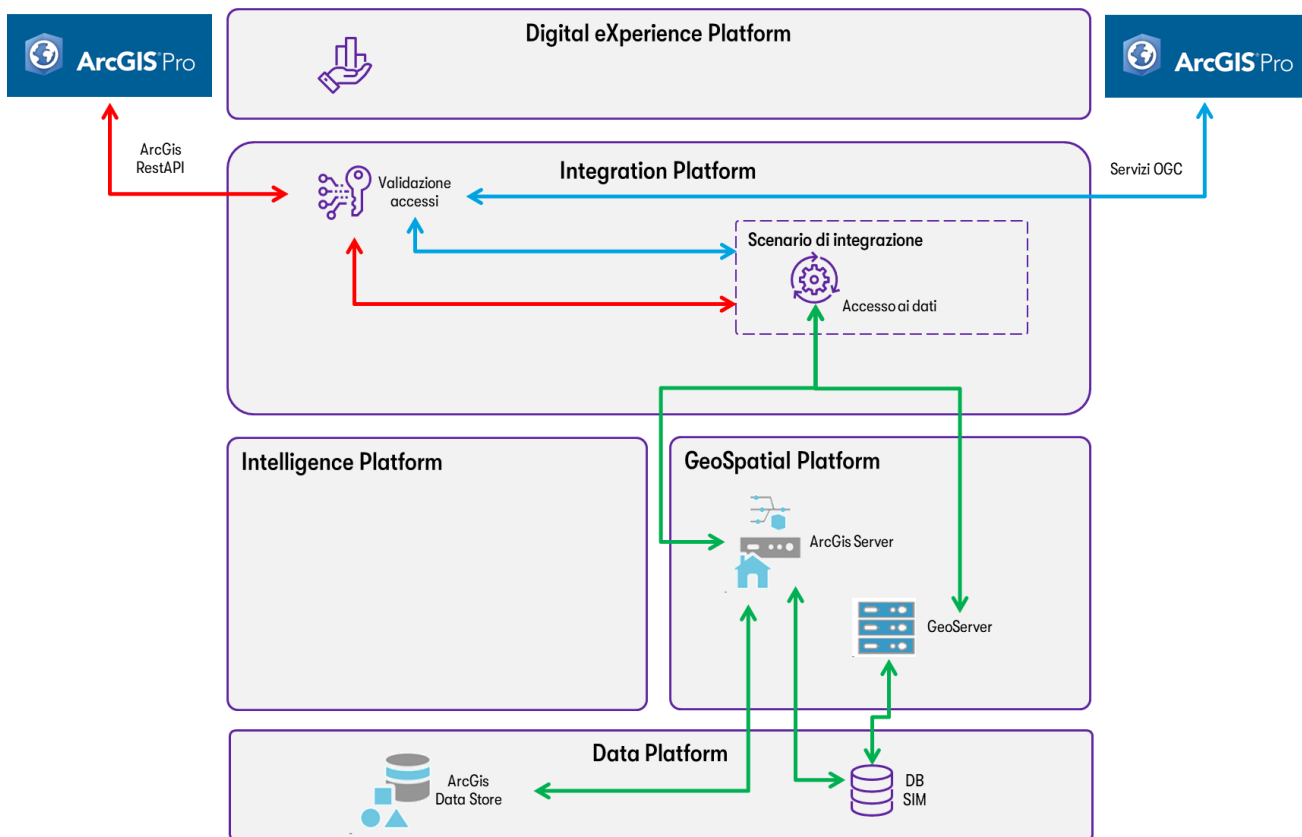 Digital eXperience Platform
ArcGIS Pro
ArcGIS Pro
ArcGis
RestAPI
Integration Platform
Servizi OGC
Validazione
accessi
Scenario di integrazione
Accesso ai dati
Intelligence Platform
GeoSpatial Platform
ArcGis Server
GeoServer
Data Platform
ArcGis
Data Store
DB
SIM